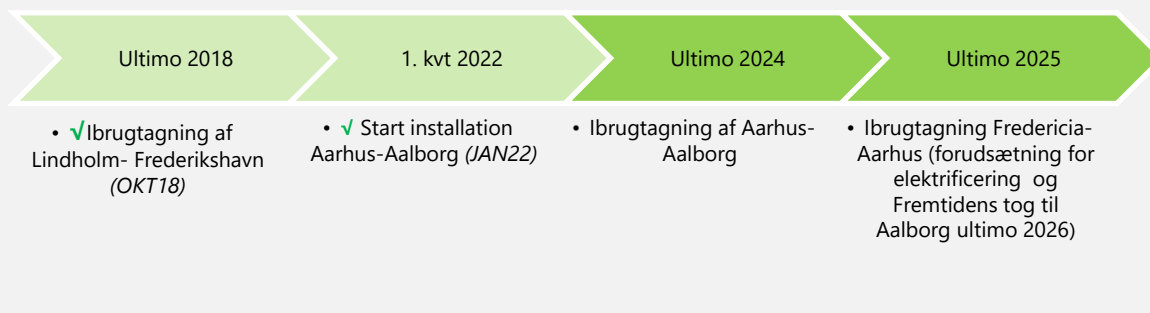 Ultimo 2018
1. kvt 2022
Ultimo 2024
Ultimo 2025
• √Ibrugtagning af
Lindholm- Frederikshavn
(OKT18)
• √ Start installation
Aarhus-Aalborg (JAN22)
• Ibrugtagning af Aarhus-
Aalborg
• Ibrugtagning Fredericia-
Aarhus (forudsætning for
elektrificering og
Fremtidens tog til
Aalborg ultimo 2026)